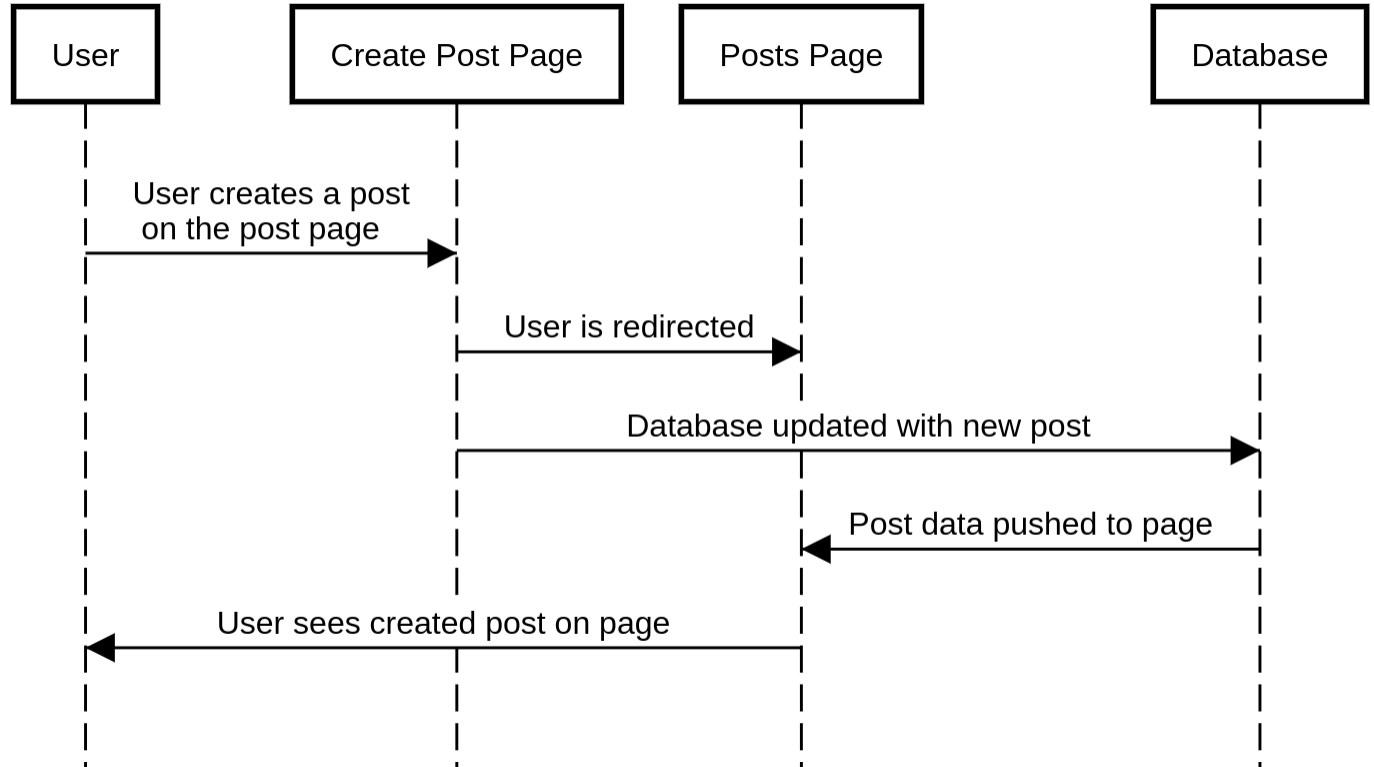 User
Create Post Page
Posts Page
Database
User creates a post
on the post page
User is redirected
Database updated with new post
Post data pushed to page
User sees created post on page